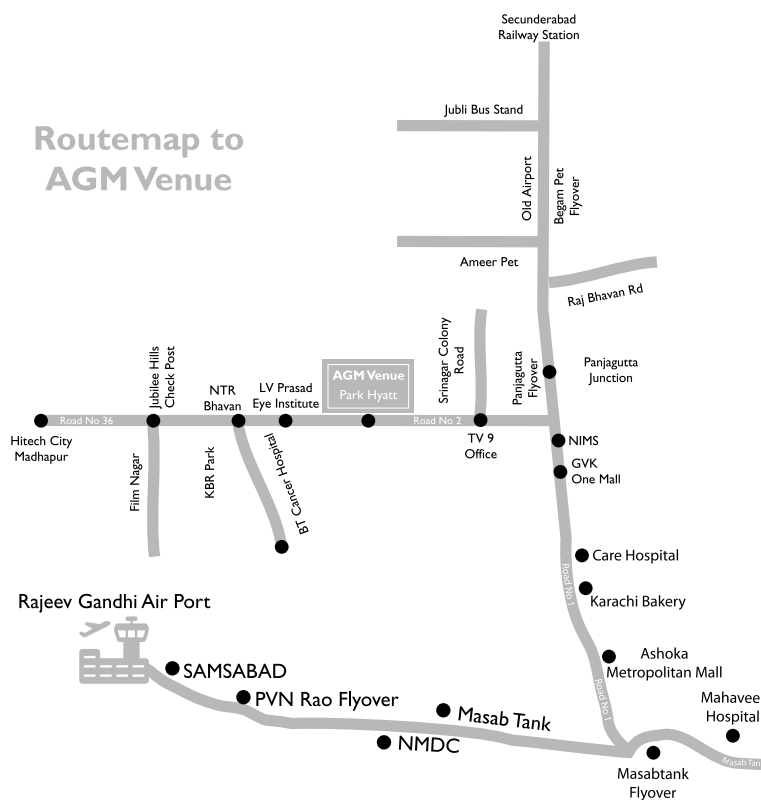 Secunderabad
Railway Station
Jubli Bus Stand
Routemap to
AGM Venue
Old Airport
Begam Pet
Flyover
Ameer Pet
Raj Bhavan Rd
Srinagar Colony
Road
Panjagutta
Flyover
Panjagutta
Junction
Jubilee Hills
Check Post
NTR
Bhavan
LV Prasad
Eye Institute
AGM Venue
Park Hyatt
Road No 36
Road No 2
Hitech City
Madhapur
TV 9
Office
NIMS
GVK
One Mall
Film Nagar
KBR Park
BT Cancer Hospital
Care Hospital
Road No 1
Karachi Bakery
Rajeev Gandhi Air Port
Ashoka
Metropolitan Mall
SAMSABAD
Road No 1
PVN Rao Flyover
Mahavee
Hospital
Masab Tank
NMDC
Masab Tan
Masabtank
Flyover